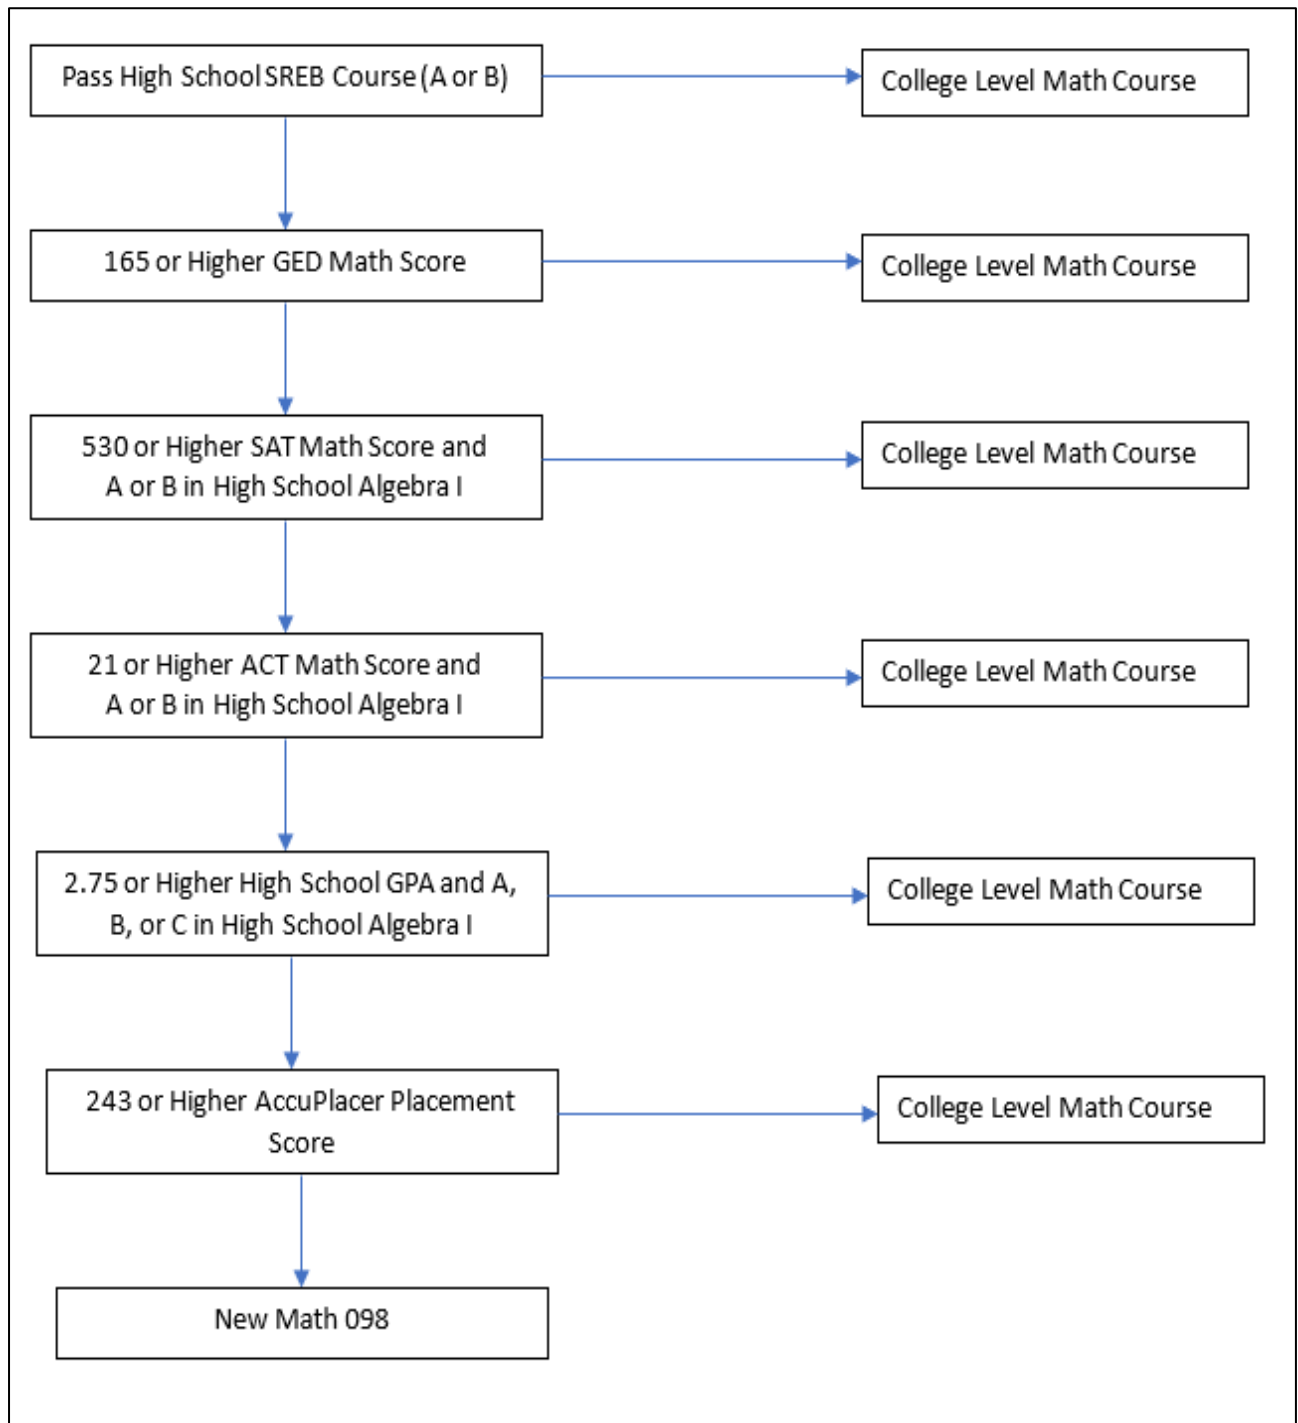 Pass High School SREB Course (A or B)
College Level Math Course
165 or Higher GED Math Score
College Level Math Course
530 or Higher SAT Math Score and
A or B in High School Algebra I
College Level Math Course
21 or Higher ACT Math Score and
A or B in High School Algebra I
College Level Math Course
2.75 or Higher High School GPA and A,
B, or C in High School Algebra I
College Level Math Course
243 or Higher AccuPlacer Placement
Score
College Level Math Course
New Math 098